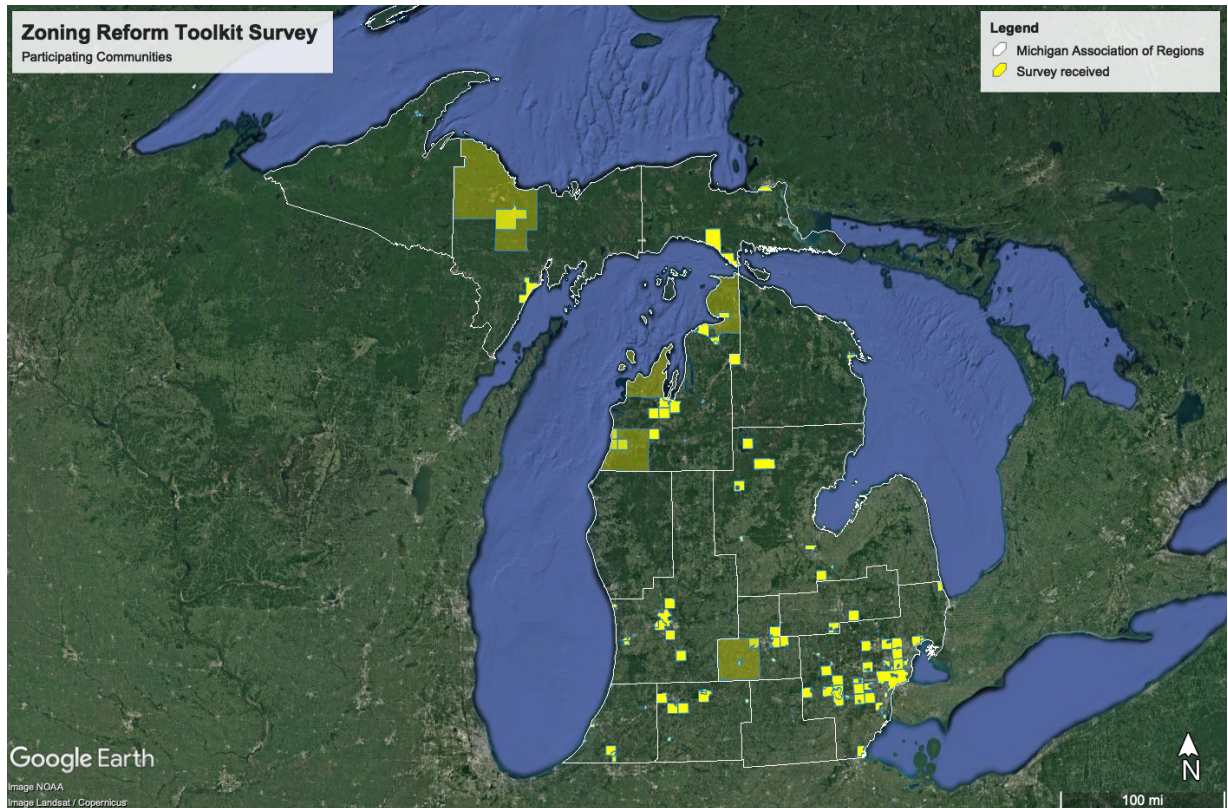 Zoning Reform Toolkit Survey
Participating Communities
Legend
Michigan Association of Regions
Survey received
Google Earth
Image NOAA
Image Landsat / Copernicus
N
100 mi